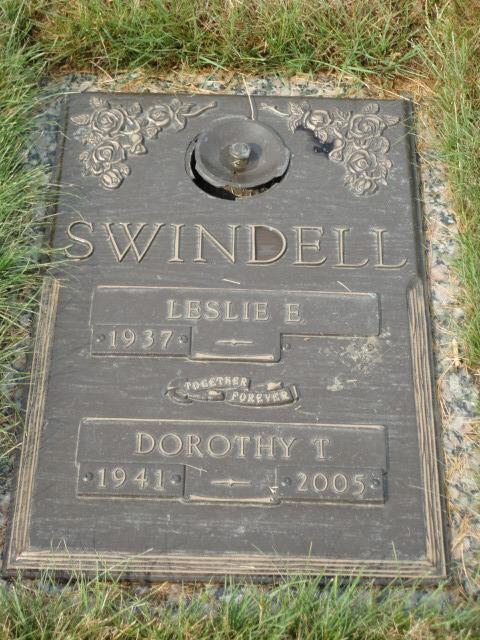 SWINDELL
LESLIE E.
1937 -
TOGETHER
FOREVER
DOROTHY T.
1941 - 2005